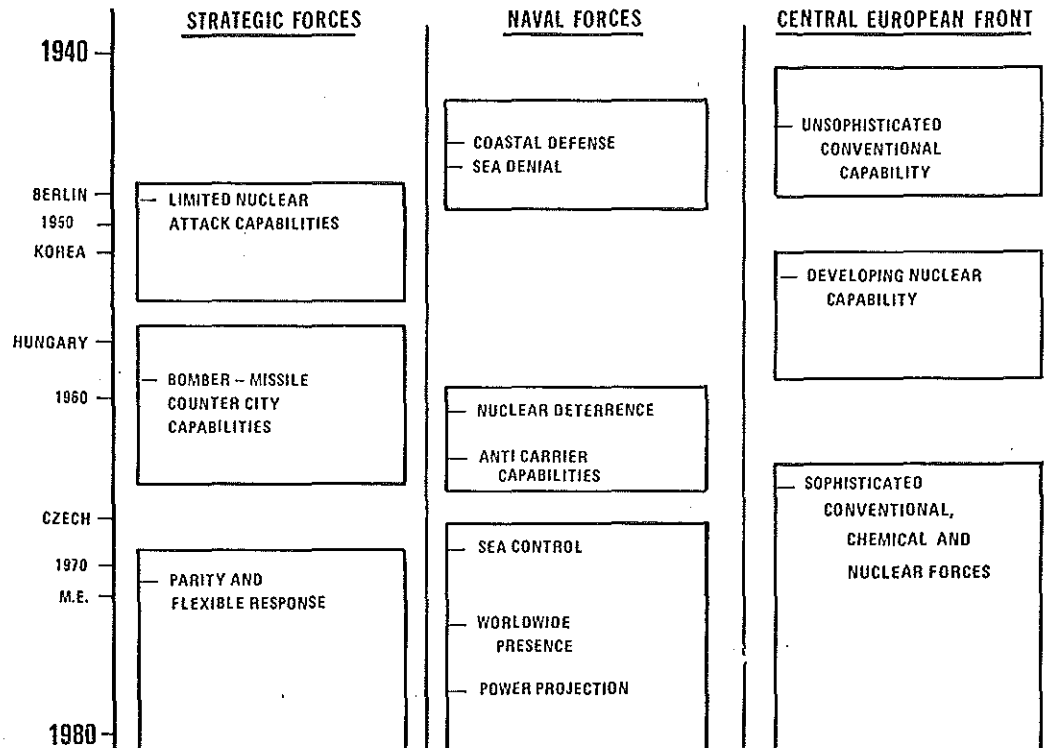 STRATEGIC FORCES
NAVAL FORCES
CENTRAL EUROPEAN FRONT
1940
BERLIN
1950
KOREA
HUNGARY
1960
CZECH
1970
M.E.
1980
LIMITED NUCLEAR
ATTACK CAPABILITIES
BOMBER – MISSILE
COUNTER CITY
CAPABILITIES
PARITY AND
FLEXIBLE RESPONSE
COASTAL DEFENSE
SEA DENIAL
NUCLEAR DETERRENCE
ANTI CARRIER
CAPABILITIES
SEA CONTROL
WORLDWIDE
PRESENCE
POWER PROJECTION
UNSOPHISTICATED
CONVENTIONAL
CAPABILITY
DEVELOPING NUCLEAR
CAPABILITY
SOPHISTICATED
CONVENTIONAL,
CHEMICAL AND
NUCLEAR FORCES